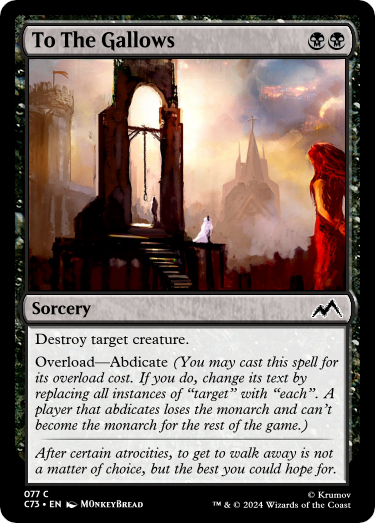 To The Gallows
Sorcery
Destroy target creature.
Overload—Abdicate (You may cast this spell for
its overload cost. If you do, change its text by
replacing all instances of “target” with “each”. A
player that abdicates loses the monarch and can’t
become the monarch for the rest of the game.)
After certain atrocities, to get to walk away is not
a matter of choice, but the best you could hope for.
077 C
© Krumov
C73 • EN MONKEYBREAD
™ & © 2024 Wizards of the Coast